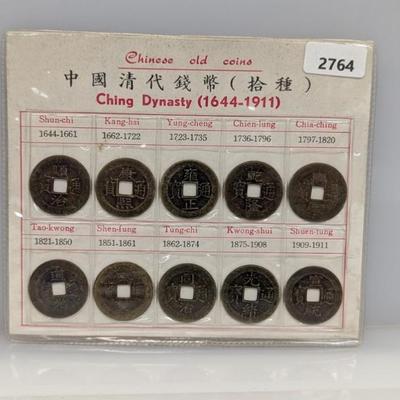 Chinese old coins
2764
中國清代錢幣(拾種)
Ching Dynasty (1644-1911)
Shun-chi Kang-hsi Yung-cheng Chien-lung Chia-ching
1644-1661 1662-1722 1723-1735 1736-1796 1797-1820
Tao-kwong Shen-fung Tung-chi Kwong-shui Shuen-tung
1821-1850 1851-1861 1862-1874 1875-1908 1909-1911